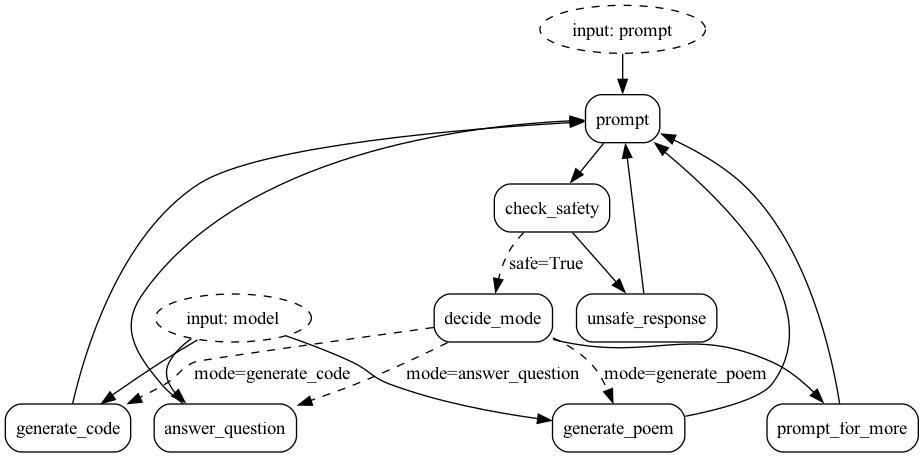 input: prompt
prompt
check_safety
safe=True
input: model
decide_mode
unsafe_response
mode=generate_code
mode=answer_question
mode=generate_poem
generate_code
answer_question
generate_poem
prompt_for_more